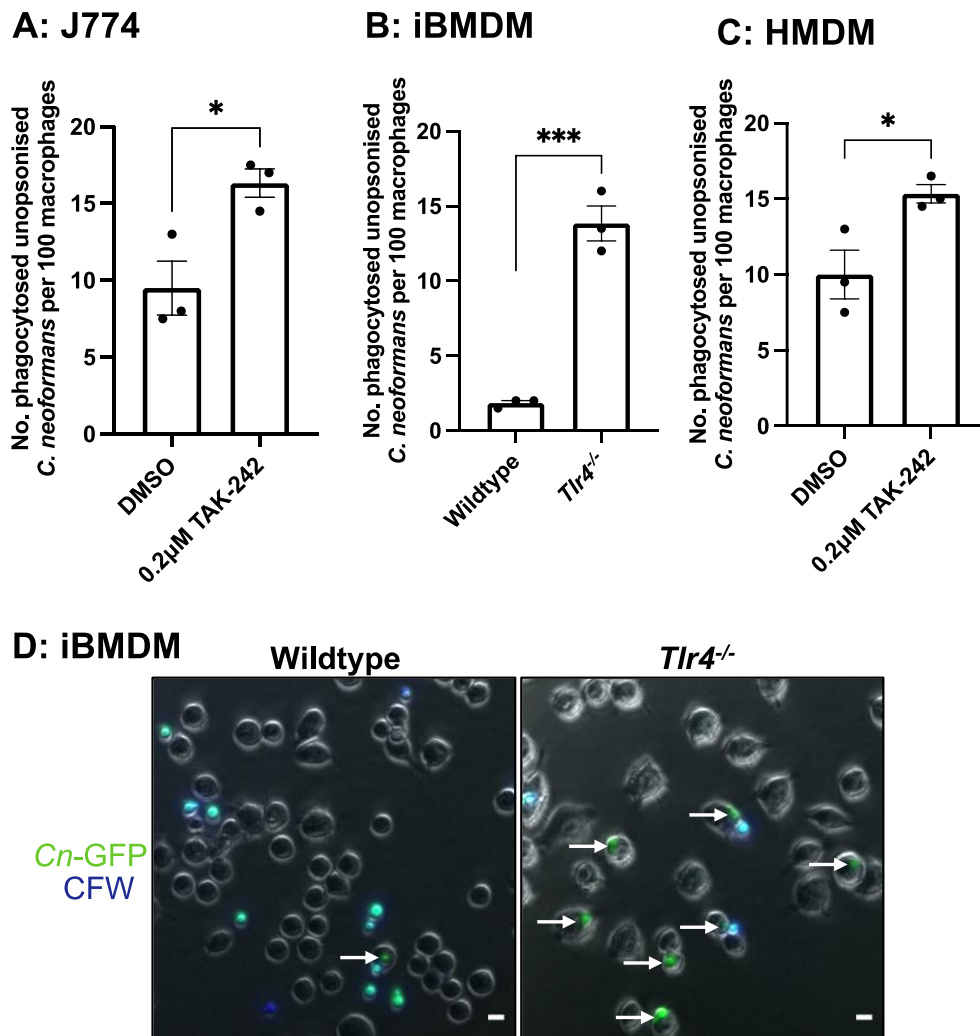 A: J774
No. phagocytosed unopsonised
C. neoformans per 100 macrophages
20
15
10
5
0
*
DMSO
0.2µM TAK-242
B: iBMDM
No. phagocytosed unopsonised
C. neoformans per 100 macrophages
20
15
10
5
0
***
Wildtype
Tlr4-/-
C: HMDM
No. phagocytosed unopsonised
C. neoformans per 100 macrophages
20
15
10
5
0
*
DMSO
0.2µM TAK-242
D: iBMDM
Wildtype
Tlr4-/-
Cn-GFP
CFW